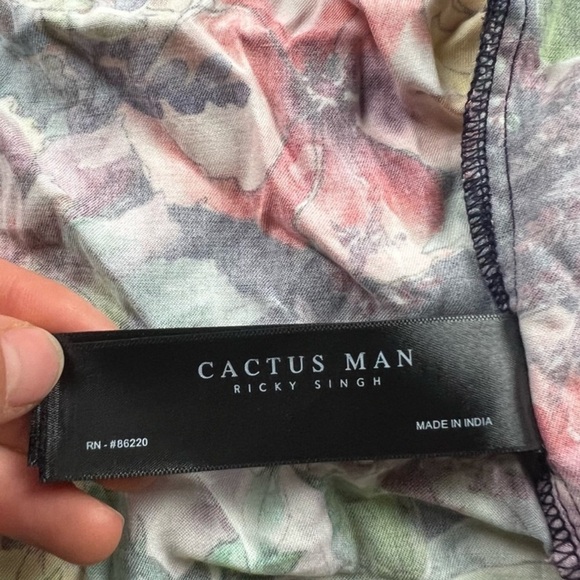 CACTUS MAN
RICKY SINGH
RN - #86220
MADE IN INDIA